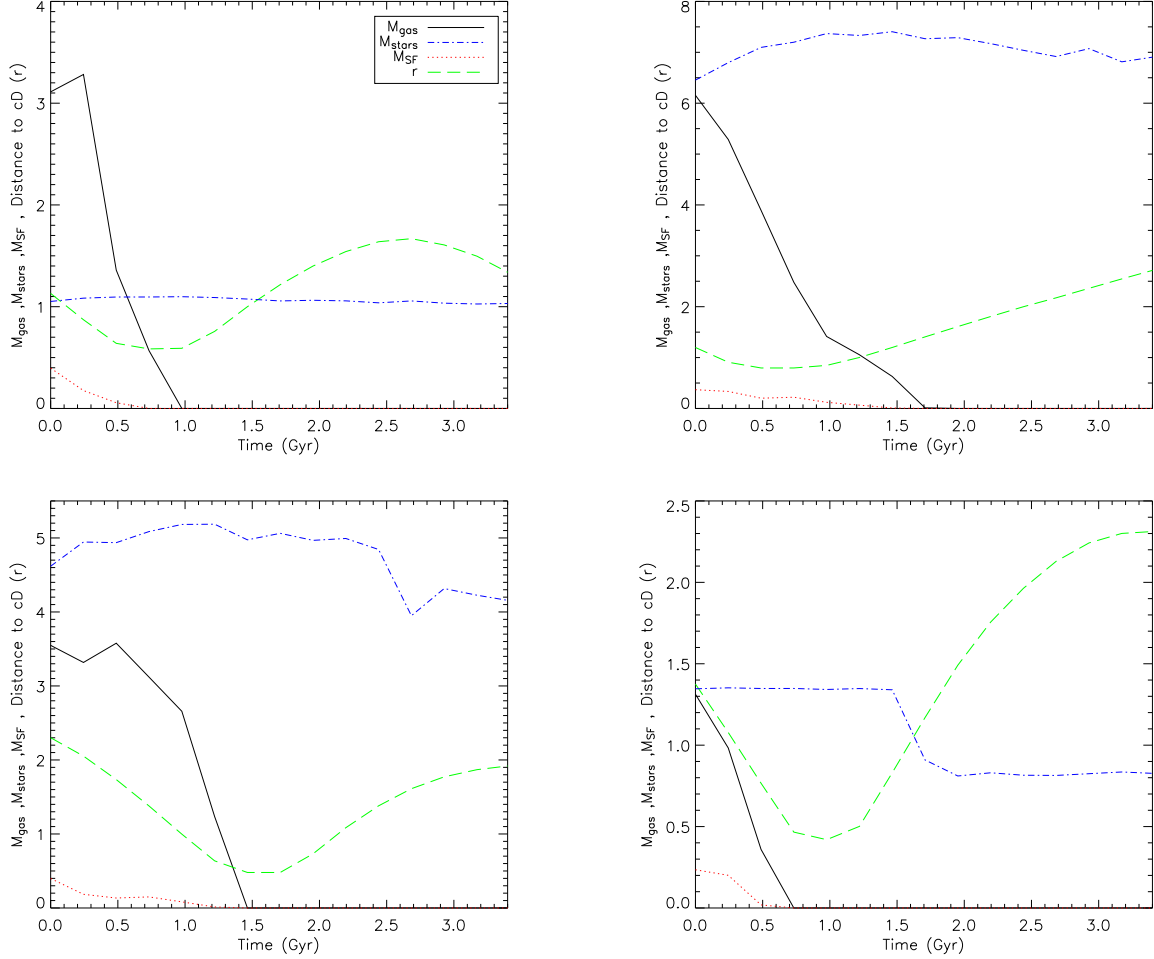 4
3
2
1
0
M_gas
M_stars
M_SF
r
0.0 0.5 1.0 1.5 2.0 2.5 3.0
Time (Gyr)
M_gas ,M_stars ,M_SF , Distance to cD (r)
8
6
4
2
0
0.0 0.5 1.0 1.5 2.0 2.5 3.0
Time (Gyr)
M_gas ,M_stars ,M_SF , Distance to cD (r)
5
4
3
2
1
0
0.0 0.5 1.0 1.5 2.0 2.5 3.0
Time (Gyr)
M_gas ,M_stars ,M_SF , Distance to cD (r)
2.5
2.0
1.5
1.0
0.5
0.0
0.0 0.5 1.0 1.5 2.0 2.5 3.0
Time (Gyr)
M_gas ,M_stars ,M_SF , Distance to cD (r)